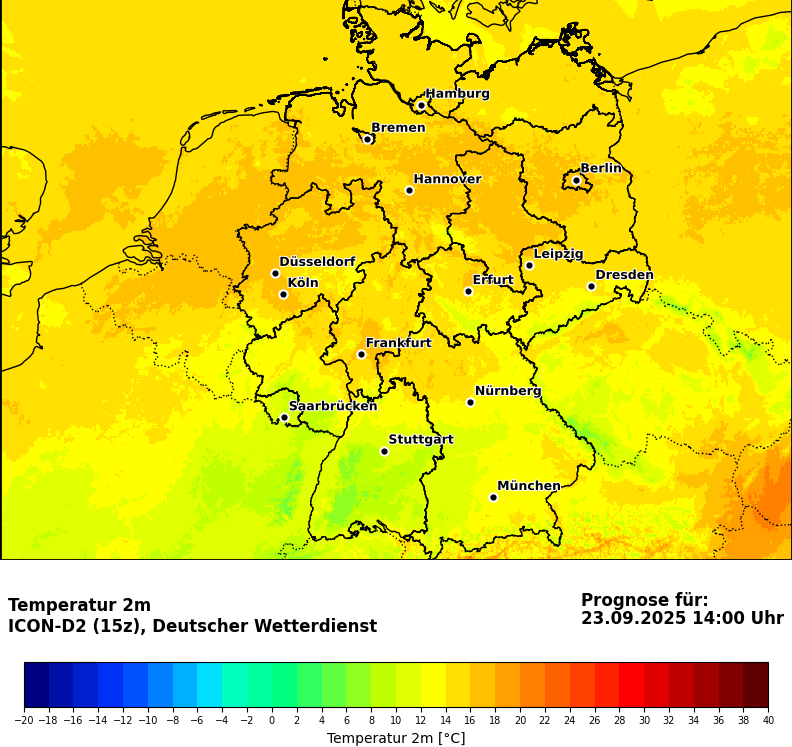 Hamburg
Bremen
Berlin
Hannover
Leipzig
Düsseldorf
Dresden
Erfurt
Köln
Frankfurt
Nürnberg
Saarbrücken
Stuttgart
München
Temperatur 2m
ICON-D2 (15z), Deutscher Wetterdienst
Prognose für:
23.09.2025 14:00 Uhr
−20 −18 −16 −14 −12 −10 −8 −6 −4 −2 0 2 4 6 8 10 12 14 16 18 20 22 24 26 28 30 32 34 36 38 40
Temperatur 2m [°C]